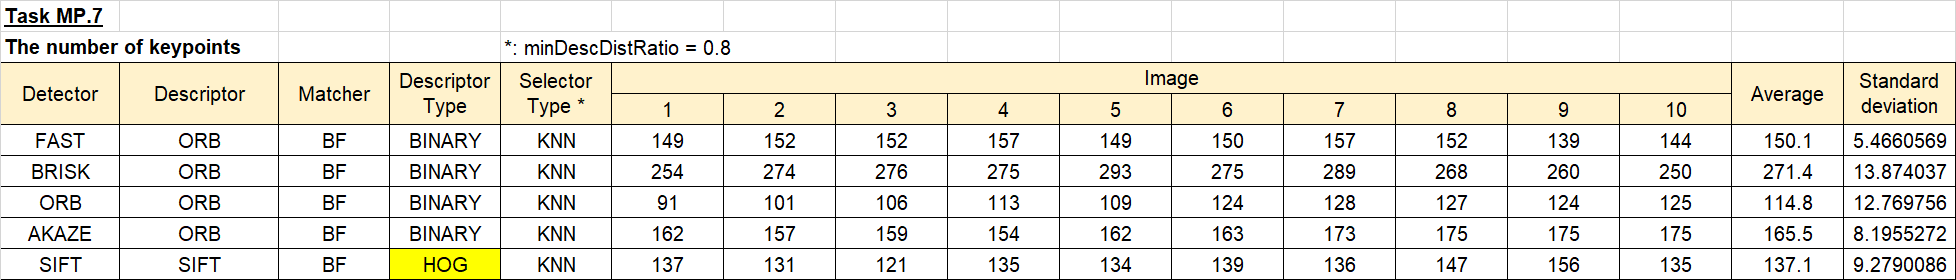 Task MP.7
The number of keypoints *: minDescDistRatio = 0.8
Detector Descriptor Matcher Descriptor Type Selector Type * Image Average Standard deviation
1 2 3 4 5 6 7 8 9 10
FAST ORB BF BINARY KNN 149 152 152 157 149 150 157 152 139 144 150.1 5.4660569
BRISK ORB BF BINARY KNN 254 274 276 275 293 275 289 268 260 250 271.4 13.874037
ORB ORB BF BINARY KNN 91 101 106 113 109 124 128 127 124 125 114.8 12.769756
AKAZE ORB BF BINARY KNN 162 157 159 154 162 163 173 175 175 175 165.5 8.1955272
SIFT SIFT BF HOG KNN 137 131 121 135 134 139 136 147 156 135 137.1 9.2790086